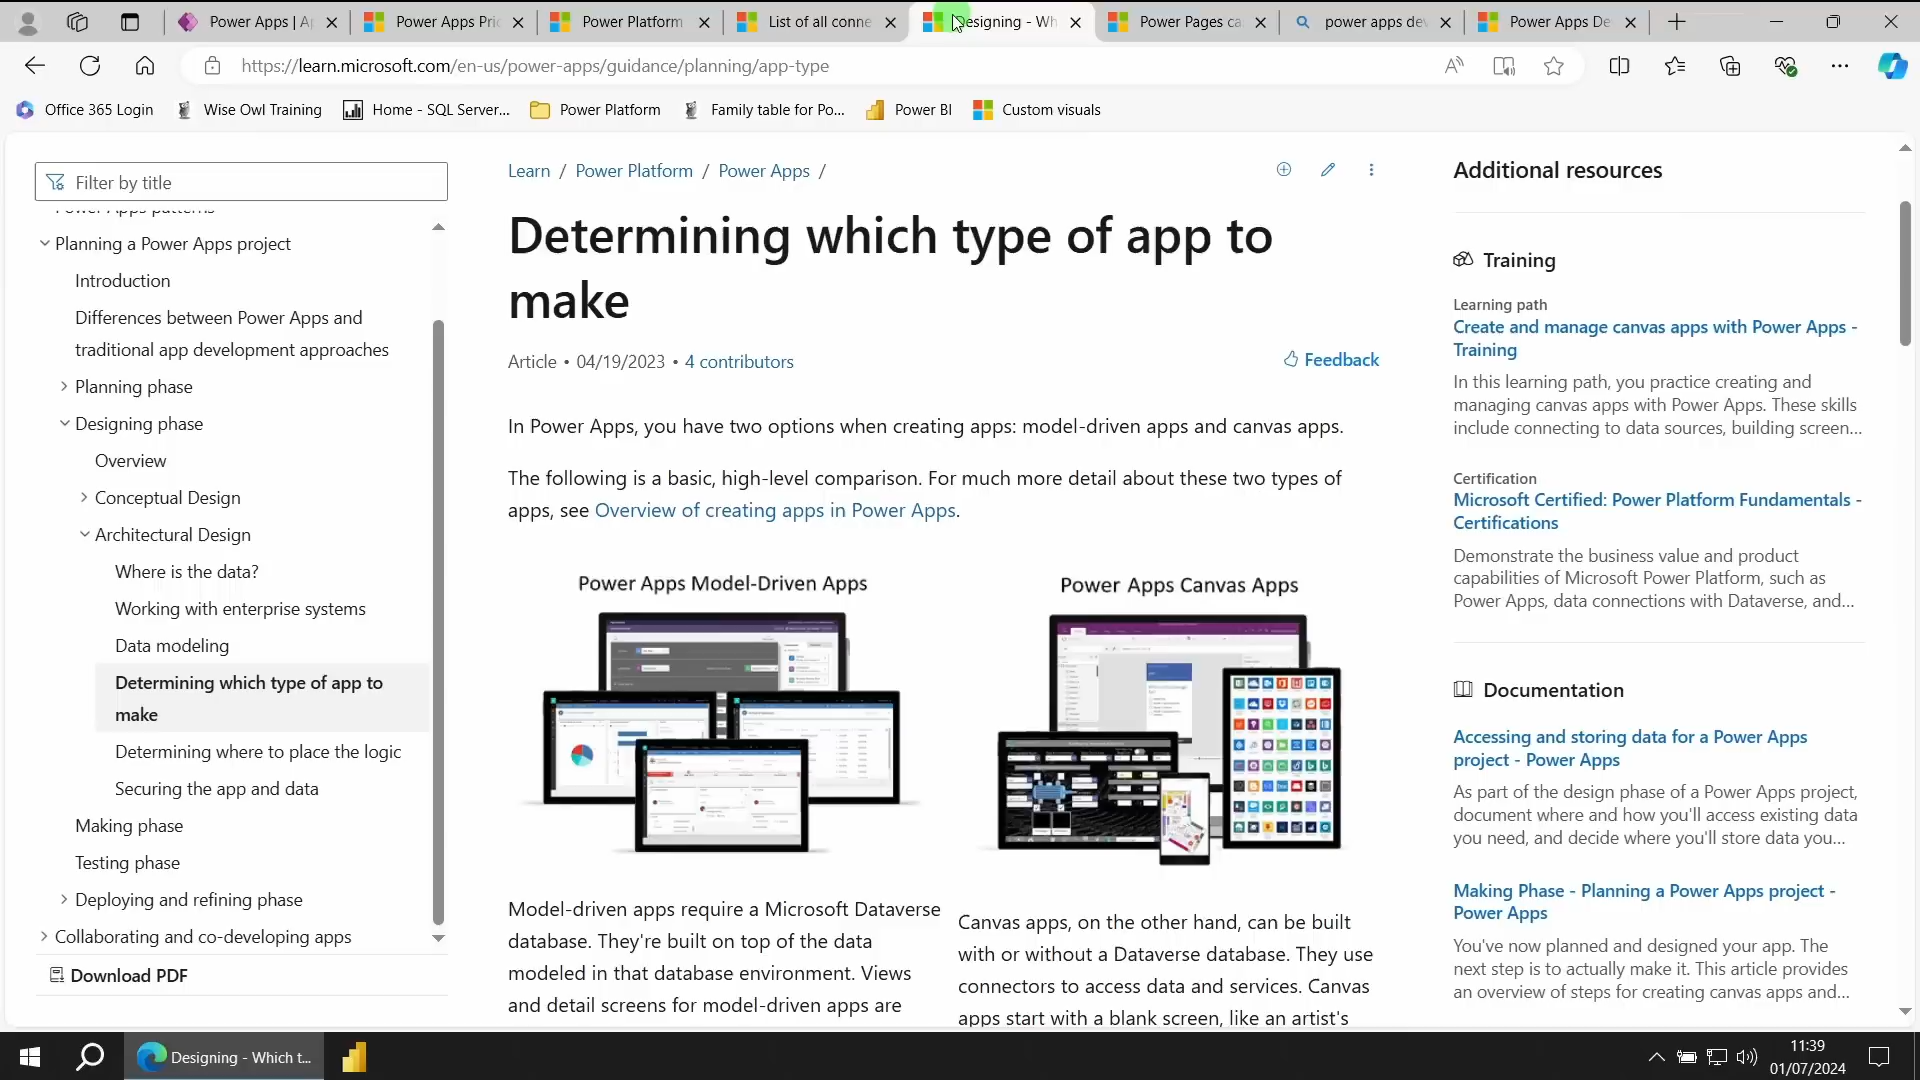 Power Apps | A
Power Apps Pri
Power Platform
List of all conne
Designing - Wh
Power Pages ca
power apps dev
Power Apps De
https://learn.microsoft.com/en-us/power-apps/guidance/planning/app-type
Office 365 Login
Wise Owl Training
Home - SQL Server...
Power Platform
Family table for Po...
Power BI
Custom visuals
Filter by title
Power Apps patterns
Planning a Power Apps project
Introduction
Differences between Power Apps and
traditional app development approaches
Planning phase
Designing phase
Overview
Conceptual Design
Architectural Design
Where is the data?
Working with enterprise systems
Data modeling
Determining which type of app to
make
Determining where to place the logic
Securing the app and data
Making phase
Testing phase
Deploying and refining phase
Collaborating and co-developing apps
Download PDF
Learn / Power Platform / Power Apps /
Determining which type of app to
make
Article • 04/19/2023 • 4 contributors
Feedback
In Power Apps, you have two options when creating apps: model-driven apps and canvas apps.
The following is a basic, high-level comparison. For much more detail about these two types of
apps, see Overview of creating apps in Power Apps.
Power Apps Model-Driven Apps
Power Apps Canvas Apps
Model-driven apps require a Microsoft Dataverse
database. They're built on top of the data
modeled in that database environment. Views
and detail screens for model-driven apps are
Canvas apps, on the other hand, can be built
with or without a Dataverse database. They use
connectors to access data and services. Canvas
apps start with a blank screen, like an artist's
Additional resources
Training
Learning path
Create and manage canvas apps with Power Apps -
Training
In this learning path, you practice creating and
managing canvas apps with Power Apps. These skills
include connecting to data sources, building screen...
Certification
Microsoft Certified: Power Platform Fundamentals -
Certifications
Demonstrate the business value and product
capabilities of Microsoft Power Platform, such as
Power Apps, data connections with Dataverse, and...
Documentation
Accessing and storing data for a Power Apps
project - Power Apps
As part of the design phase of a Power Apps project,
document where and how you'll access existing data
you need, and decide where you'll store data you...
Making Phase - Planning a Power Apps project -
Power Apps
You've now planned and designed your app. The
next step is to actually make it. This article provides
an overview of steps for creating canvas apps and...
Designing - Which t...
11:39
01/07/2024